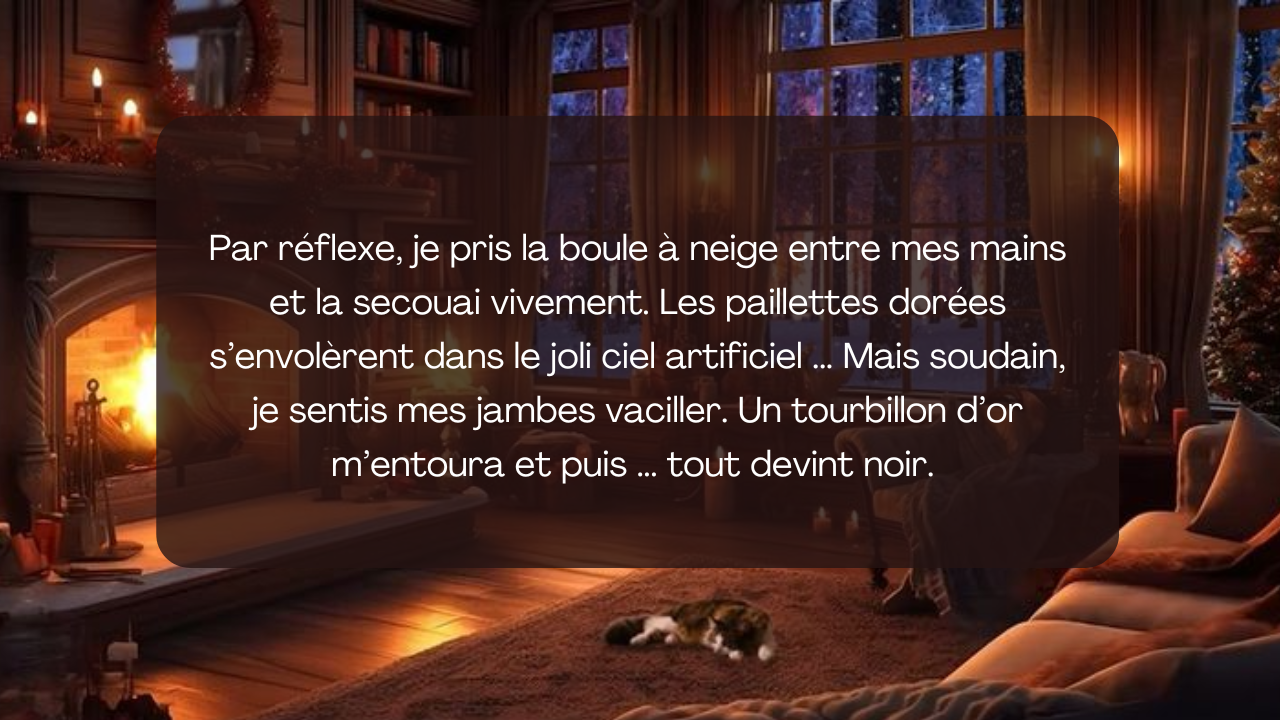 Par réflexe, je pris la boule à neige entre mes mains
et la secouai vivement. Les paillettes dorées
s’envolèrent dans le joli ciel artificiel ... Mais soudain,
je sentis mes jambes vaciller. Un tourbillon d’or
m’entoura et puis ... tout devint noir.